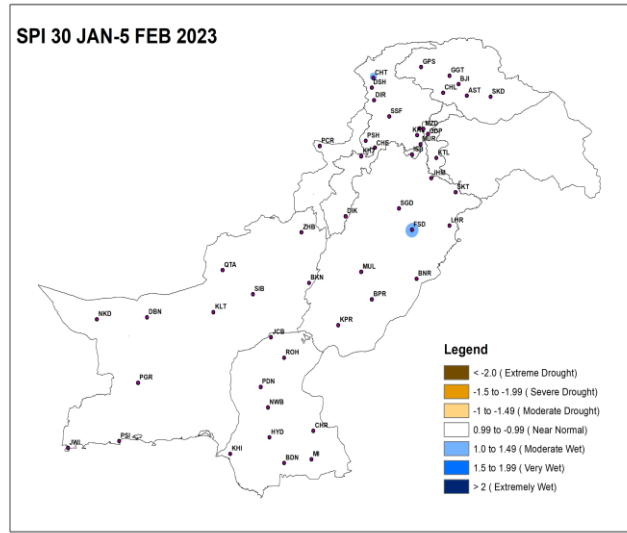 SPI 30 JAN-5 FEB 2023
GPS
CHT
GGT
DSH
BJI
CHL
AST
SKD
DIR
SSF
MZD
GDP
PCR
PSH
MUR
CHE
KTL
JHM
SKT
DIK
SGD
FSD
LHR
ZHB
QTA
MUL
BNR
BKN
SIB
BPR
KLT
NKD
DBN
KPR
JCB
ROH
PGR
PDN
NWB
CHR
HYD
PSI
JWI
KHI
BDN
MI
Legend
< -2.0 ( Extreme Drought)
-1.5 to -1.99 ( Severe Drought)
-1 to -1.49 ( Moderate Drought)
0.99 to -0.99 ( Near Normal)
1.0 to 1.49 ( Moderate Wet)
1.5 to 1.99 ( Very Wet)
> 2 ( Extremely Wet)